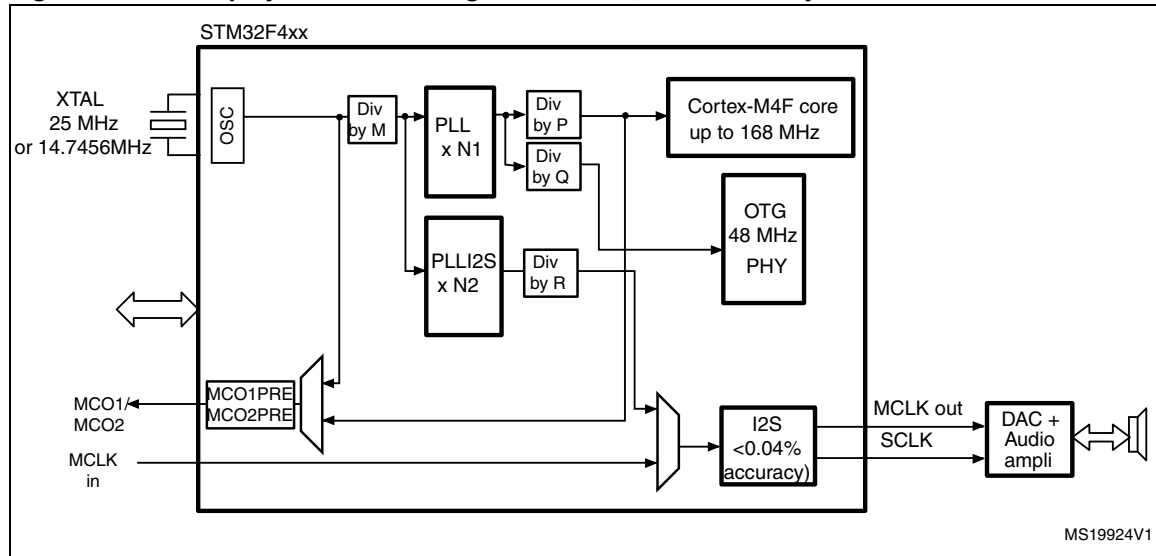 STM32F4xx
XTAL
25 MHz
or 14.7456MHz
OSC
Div
by M
PLL
x N1
Div
by P
Div
by Q
Cortex-M4F core
up to 168 MHz
OTG
48 MHz
PHY
PLLI2S
x N2
Div
by R
MCO1/
MCO2
MCO1PRE
MCO2PRE
MCLK
in
I2S
<0.04%
accuracy)
MCLK out
SCLK
DAC +
Audio
ampli
MS19924V1